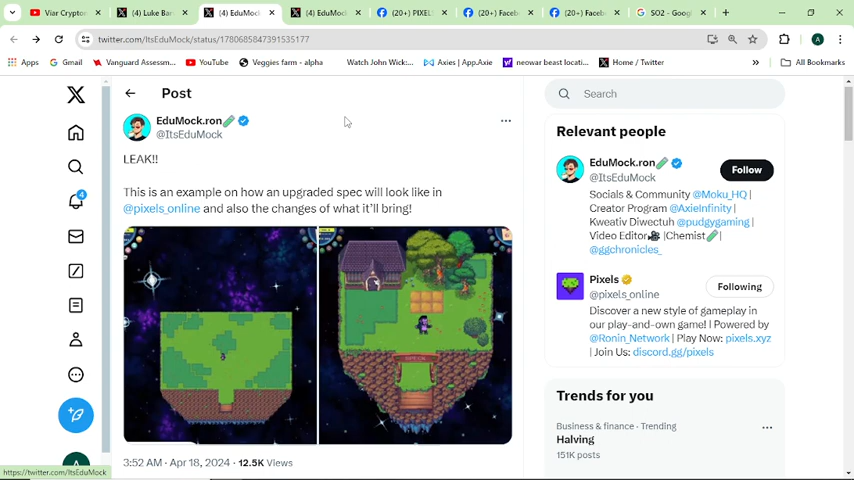 Viar Crypton
(4) Luke Bar
(4) EduMock
(4) EduMock
(20+) PIXELS
(20+) Facebo
(20+) Facebo
SO2 - Googl
twitter.com/ItsEduMock/status/1780685847391535177
Apps
Gmail
Vanguard Assessm...
YouTube
Veggies farm - alpha
Watch John Wick:...
Axies | App.Axie
neowar beast locati...
Home / Twitter
All Bookmarks
Post
Search
EduMock.ron
@ItsEduMock
LEAK!!
This is an example on how an upgraded spec will look like in
@pixels_online and also the changes of what it'll bring!
3:52 AM · Apr 18, 2024 · 12.5K Views
4
Relevant people
EduMock.ron
@ItsEduMock
Follow
Socials & Community @Moku_HQ |
Creator Program @AxieInfinity |
Kweativ Diwectuh @pudgygaming |
Video Editor | Chemist |
@ggchronicles_
Pixels
@pixels_online
Following
Discover a new style of gameplay in
our play-and-own game! | Powered by
@Ronin_Network | Play Now: pixels.xyz
| Join Us: discord.gg/pixels
Trends for you
Business & finance · Trending
Halving
151K posts
https://twitter.com/ItsEduMock